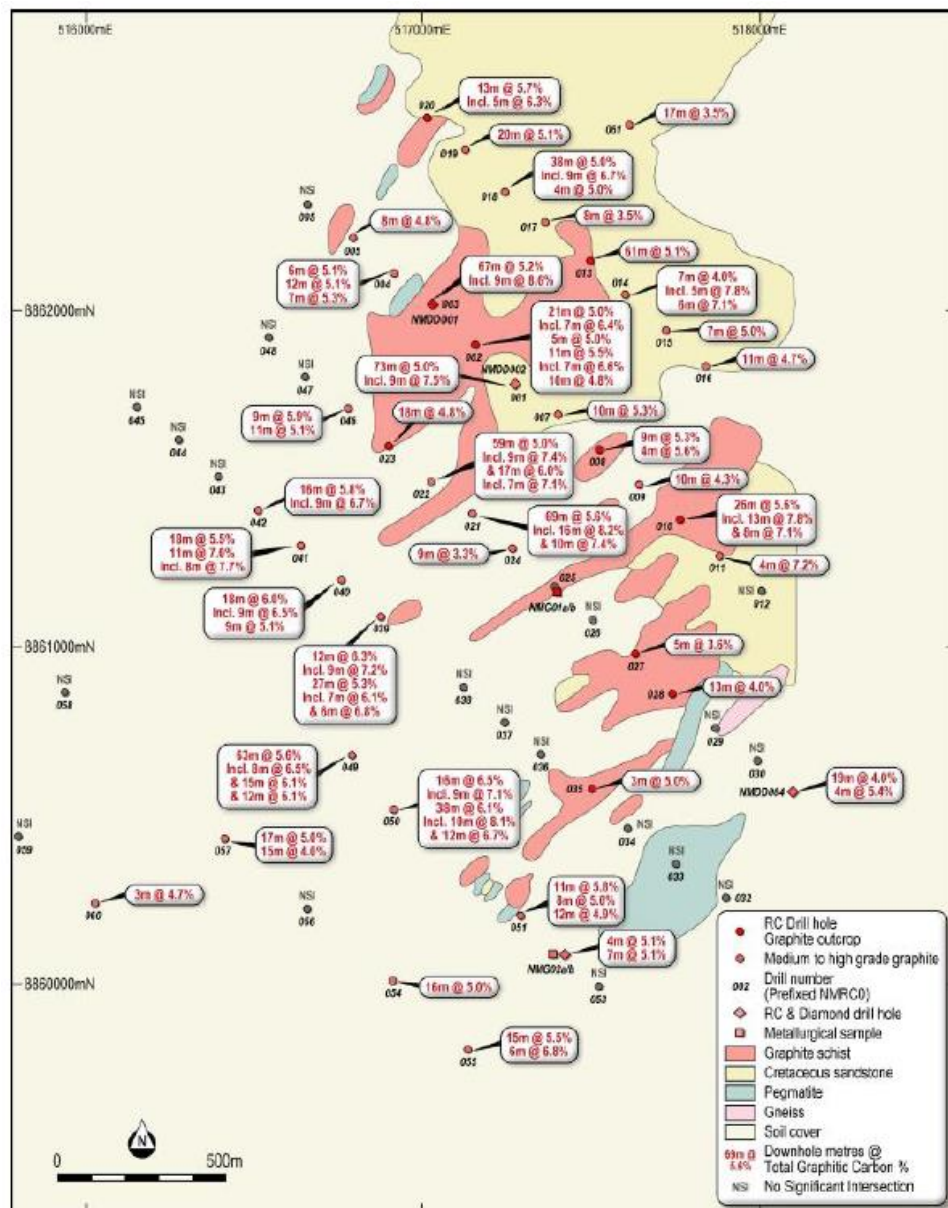 516000mE
517000mE
518000mE
13m @ 5.7%
Incl. 5m @ 6.3%
020
17m @ 3.5%
061
20m @ 5.1%
019
38m @ 5.0%
Incl. 9m @ 6.7%
4m @ 5.0%
018
NSI
8m @ 3.5%
017
8m @ 4.8%
005
61m @ 5.1%
013
6m @ 5.1%
12m @ 5.1%
7m @ 5.3%
004
67m @ 5.2%
003
NMDD001
7m @ 4.0%
Incl. 5m @ 7.8%
6m @ 7.1%
014
8862000mN
21m @ 5.0%
Incl. 7m @ 6.4%
5m @ 5.0%
11m @ 5.5%
Incl. 7m @ 6.6%
10m @ 4.8%
002
7m @ 5.0%
015
NSI
048
NMDD002
001
73m @ 5.0%
Incl. 9m @ 7.5%
11m @ 4.7%
016
NSI
047
NSI
045
9m @ 5.9%
11m @ 5.1%
046
18m @ 4.8%
023
10m @ 5.3%
007
NSI
044
59m @ 5.0%
Incl. 9m @ 7.4%
& 17m @ 6.0%
Incl. 7m @ 7.1%
022
9m @ 5.3%
4m @ 5.6%
008
NSI
043
10m @ 4.3%
009
16m @ 5.8%
Incl. 9m @ 6.7%
042
Incl. 16m @ 8.2%
& 10m @ 7.4%
021
26m @ 5.6%
Incl. 13m @ 7.8%
& 8m @ 7.1%
010
18m @ 5.5%
11m @ 7.0%
Incl. 8m @ 7.7%
041
9m @ 3.3%
024
4m @ 7.2%
011
18m @ 6.0%
Incl. 9m @ 6.5%
9m @ 5.1%
040
025
NMG01a/b
NSI
012
NSI
026
039
8861000mN
12m @ 6.3%
Incl. 9m @ 7.2%
27m @ 5.3%
Incl. 7m @ 6.1%
& 6m @ 6.8%
5m @ 3.6%
027
NSI
058
NSI
038
13m @ 4.0%
028
NSI
037
NSI
029
63m @ 5.6%
Incl. 8m @ 6.5%
& 15m @ 6.1%
& 12m @ 6.1%
049
NSI
036
NSI
030
3m @ 5.0%
035
19m @ 4.0%
4m @ 5.4%
16m @ 6.5%
Incl. 9m @ 7.1%
38m @ 6.1%
Incl. 10m @ 8.1%
& 12m @ 6.7%
050
NSI
059
17m @ 5.0%
15m @ 4.0%
057
NSI
034
NSI
033
3m @ 4.7%
060
NSI
056
11m @ 5.8%
8m @ 5.0%
12m @ 4.9%
051
NSI
032
4m @ 5.1%
7m @ 5.1%
NMG02a/b
8860000mN
16m @ 5.0%
054
NSI
053
15m @ 5.5%
6m @ 6.8%
055
RC Drill hole
Graphite outcrop
Medium to high grade graphite
002
Drill number
(Prefixed NMRC0)
RC & Diamond drill hole
Metallurgical sample
Graphite schist
Cretaceous sandstone
Pegmatite
Gneiss
Soil cover
Downhole metres @
Total Graphitic Carbon %
NSI
No Significant Intersection
N
0
500m